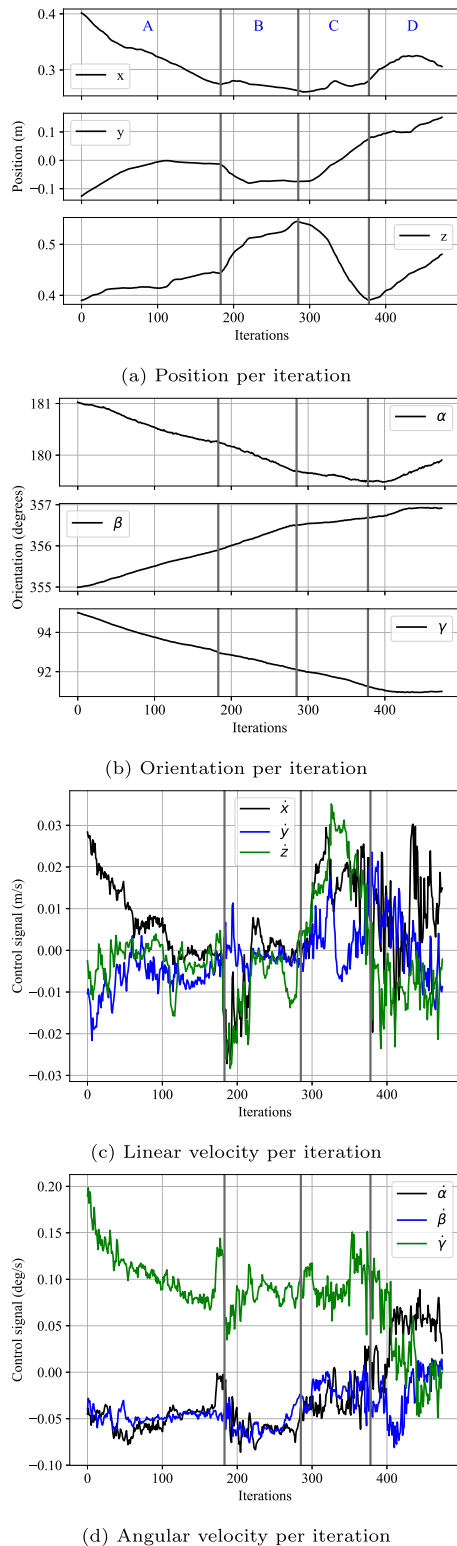 A B C D
0.4
0.3
x
0.1
0.0
−0.1
y
Position (m)
0.5
0.4
z
0 100 200 300 400
Iterations
(a) Position per iteration
181
180
α
357
356
355
β
Orientation (degrees)
94
92
γ
0 100 200 300 400
Iterations
(b) Orientation per iteration
0.03
0.02
0.01
0.00
−0.01
−0.02
−0.03
Control signal (m/s)
ẋ
ẏ
ż
0 100 200 300 400
Iterations
(c) Linear velocity per iteration
0.20
0.15
0.10
0.05
0.00
−0.05
−0.10
Control signal (deg/s)
α̇
β̇
γ̇
0 100 200 300 400
Iterations
(d) Angular velocity per iteration